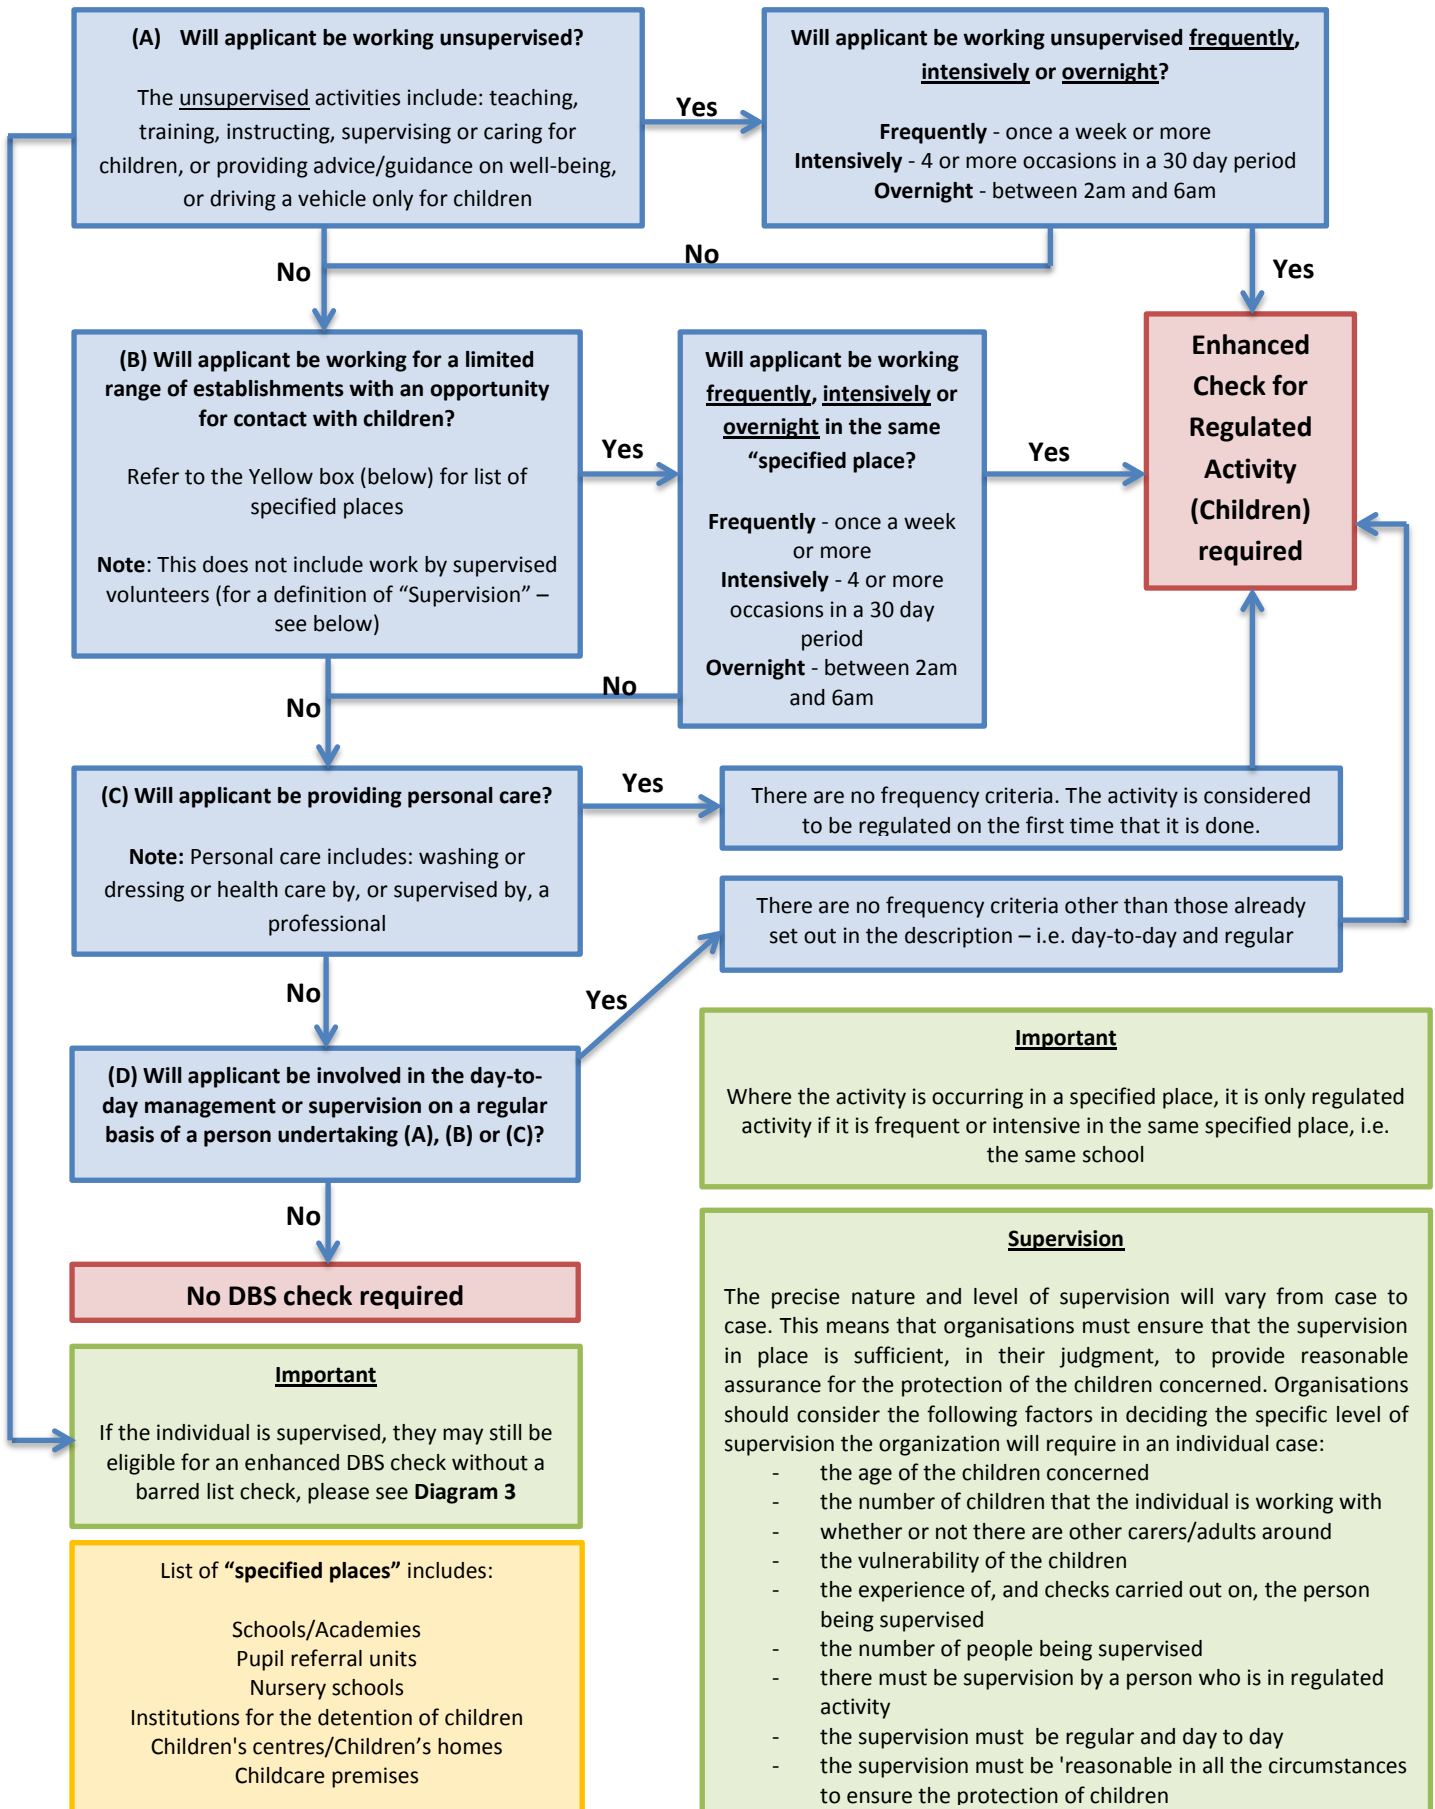 (A) Will applicant be working unsupervised?
The unsupervised activities include: teaching,
training, instructing, supervising or caring for
children, or providing advice/guidance on well-being,
or driving a vehicle only for children
Yes
Will applicant be working unsupervised frequently,
intensively or overnight?
Frequently - once a week or more
Intensively - 4 or more occasions in a 30 day period
Overnight - between 2am and 6am
No
No
Yes
(B) Will applicant be working for a limited
range of establishments with an opportunity
for contact with children?
Refer to the Yellow box (below) for list of
specified places
Note: This does not include work by supervised
volunteers (for a definition of “Supervision” –
see below)
Yes
Will applicant be working
frequently, intensively or
overnight in the same
“specified place?
Frequently - once a week
or more
Intensively - 4 or more
occasions in a 30 day
period
Overnight - between 2am
and 6am
Yes
Enhanced
Check for
Regulated
Activity
(Children)
required
No
No
(C) Will applicant be providing personal care?
Note: Personal care includes: washing or
dressing or health care by, or supervised by, a
professional
Yes
There are no frequency criteria. The activity is considered
to be regulated on the first time that it is done.
There are no frequency criteria other than those already
set out in the description – i.e. day-to-day and regular
No
Yes
(D) Will applicant be involved in the day-to-
day management or supervision on a regular
basis of a person undertaking (A), (B) or (C)?
No
No DBS check required
Important
Where the activity is occurring in a specified place, it is only regulated
activity if it is frequent or intensive in the same specified place, i.e.
the same school
Important
If the individual is supervised, they may still be
eligible for an enhanced DBS check without a
barred list check, please see Diagram 3
List of “specified places” includes:
Schools/Academies
Pupil referral units
Nursery schools
Institutions for the detention of children
Children's centres/Children’s homes
Childcare premises
Supervision
The precise nature and level of supervision will vary from case to
case. This means that organisations must ensure that the supervision
in place is sufficient, in their judgment, to provide reasonable
assurance for the protection of the children concerned. Organisations
should consider the following factors in deciding the specific level of
supervision the organization will require in an individual case:
- the age of the children concerned
- the number of children that the individual is working with
- whether or not there are other carers/adults around
- the vulnerability of the children
- the experience of, and checks carried out on, the person
being supervised
- the number of people being supervised
- there must be supervision by a person who is in regulated
activity
- the supervision must be regular and day to day
- the supervision must be 'reasonable in all the circumstances
to ensure the protection of children